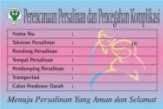 Perencanaan Persalinan dan Pencegahan Komplikasi
Nama Ibu :
Taksiran Persalinan :
Penolong Persalinan :
Tempat Persalinan :
Pendamping Persalinan :
Transportasi :
Calon Pendonor Darah :
Menuju Persalinan Yang Aman dan Selamat